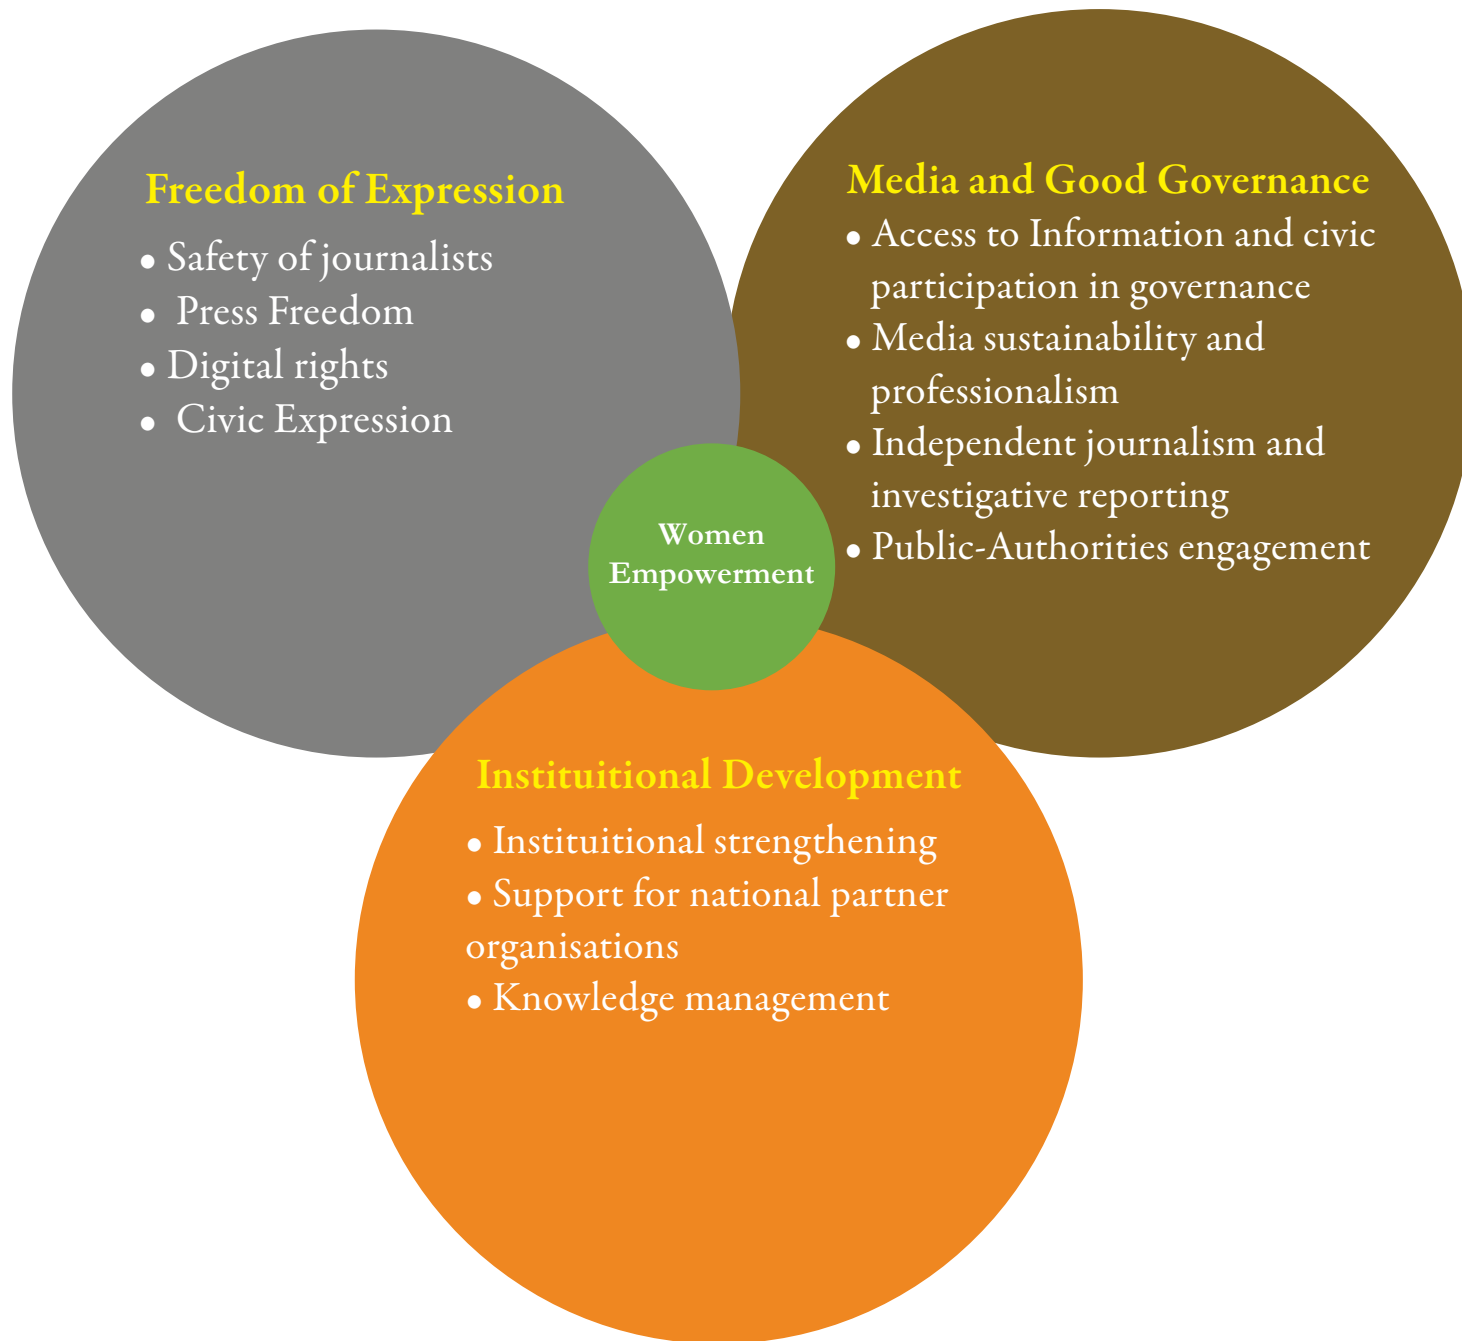 Freedom of Expression
• Safety of journalists
• Press Freedom
• Digital rights
• Civic Expression
Media and Good Governance
• Access to Information and civic
participation in governance
• Media sustainability and
professionalism
• Independent journalism and
investigative reporting
• Public-Authorities engagement
Women
Empowerment
Instituitional Development
• Instituitional strengthening
• Support for national partner
organisations
• Knowledge management